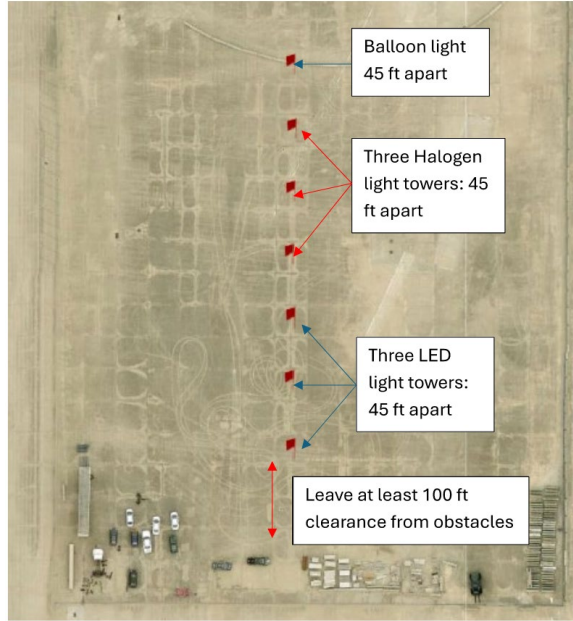 Balloon light
45 ft apart
Three Halogen
light towers: 45
ft apart
Three LED
light towers:
45 ft apart
Leave at least 100 ft
clearance from obstacles